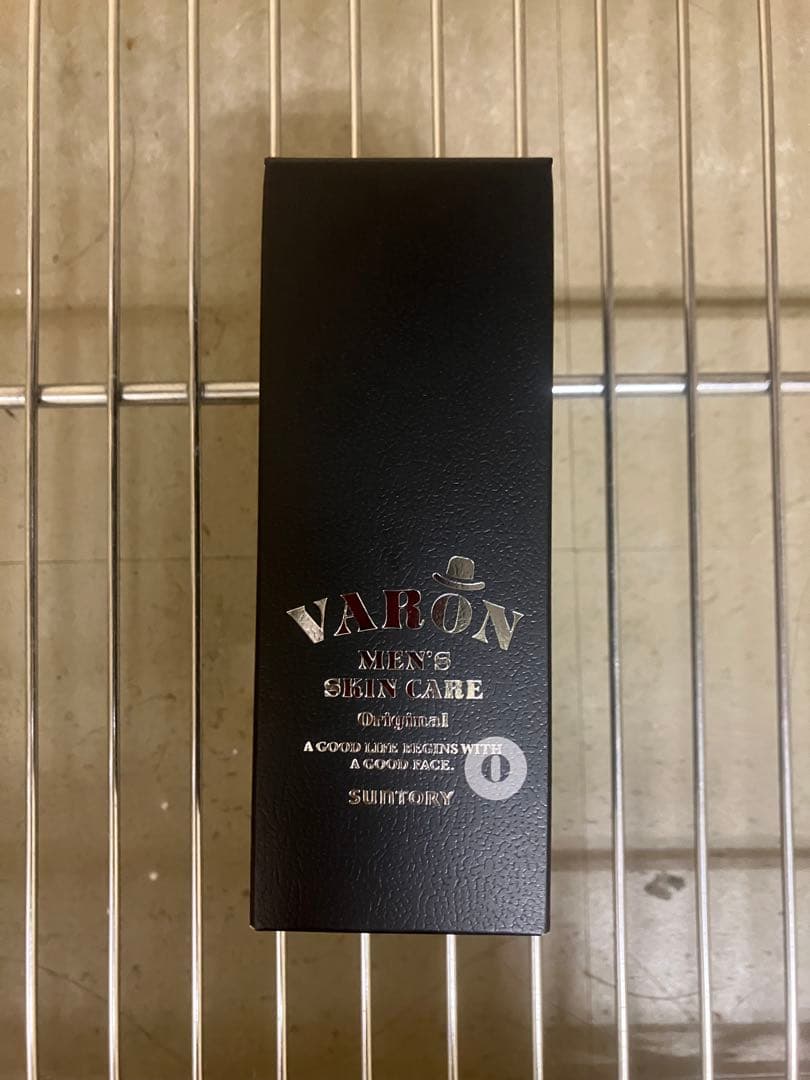 VARON
MEN'S
SKIN CARE
Original
A GOOD LIFE BEGINS WITH
A GOOD FACE.
O
SUNTORY